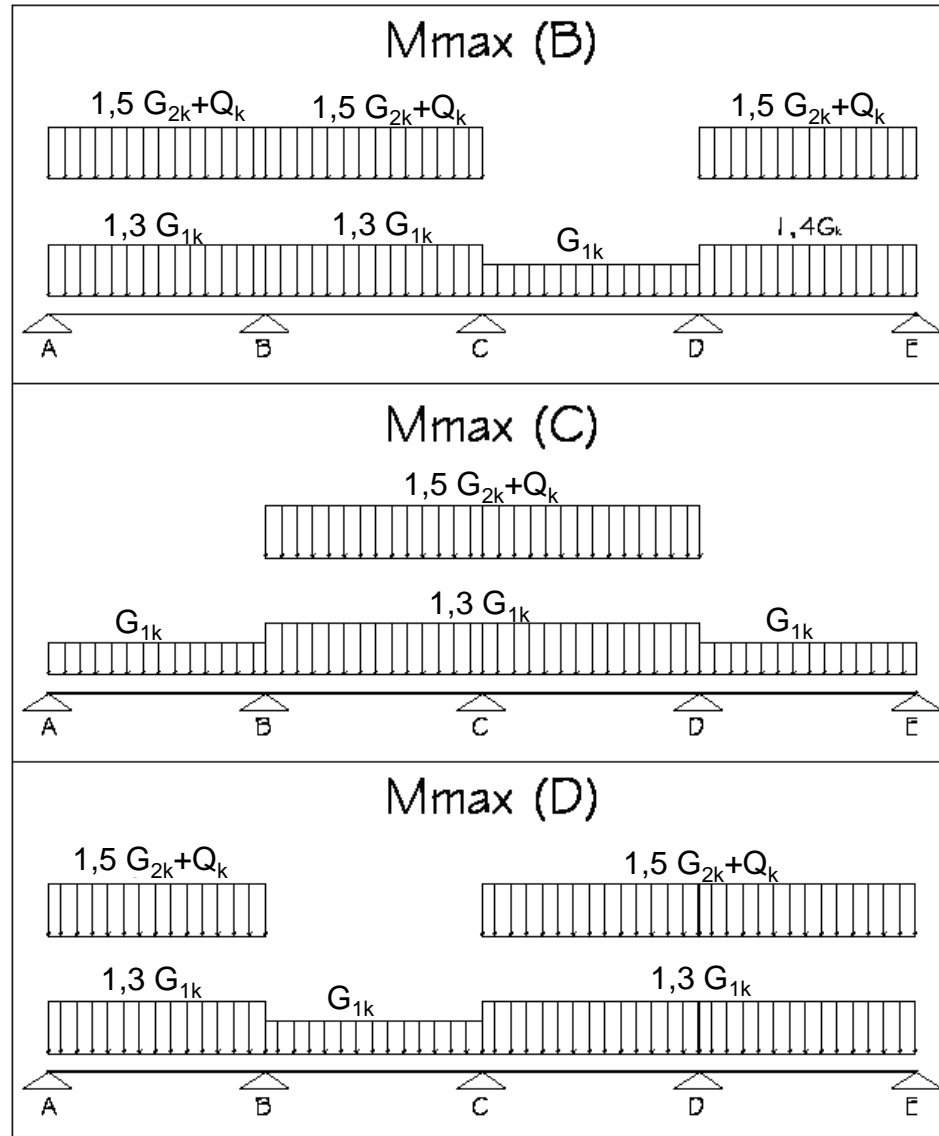 Mmax (B)
1,5 G₂ₖ+Qₖ 1,5 G₂ₖ+Qₖ 1,5 G₂ₖ+Qₖ
1,3 G₁ₖ 1,3 G₁ₖ G₁ₖ 1,4Gₖ
A B C D E
Mmax (C)
1,5 G₂ₖ+Qₖ
G₁ₖ 1,3 G₁ₖ G₁ₖ
A B C D E
Mmax (D)
1,5 G₂ₖ+Qₖ 1,5 G₂ₖ+Qₖ
1,3 G₁ₖ G₁ₖ 1,3 G₁ₖ
A B C D E